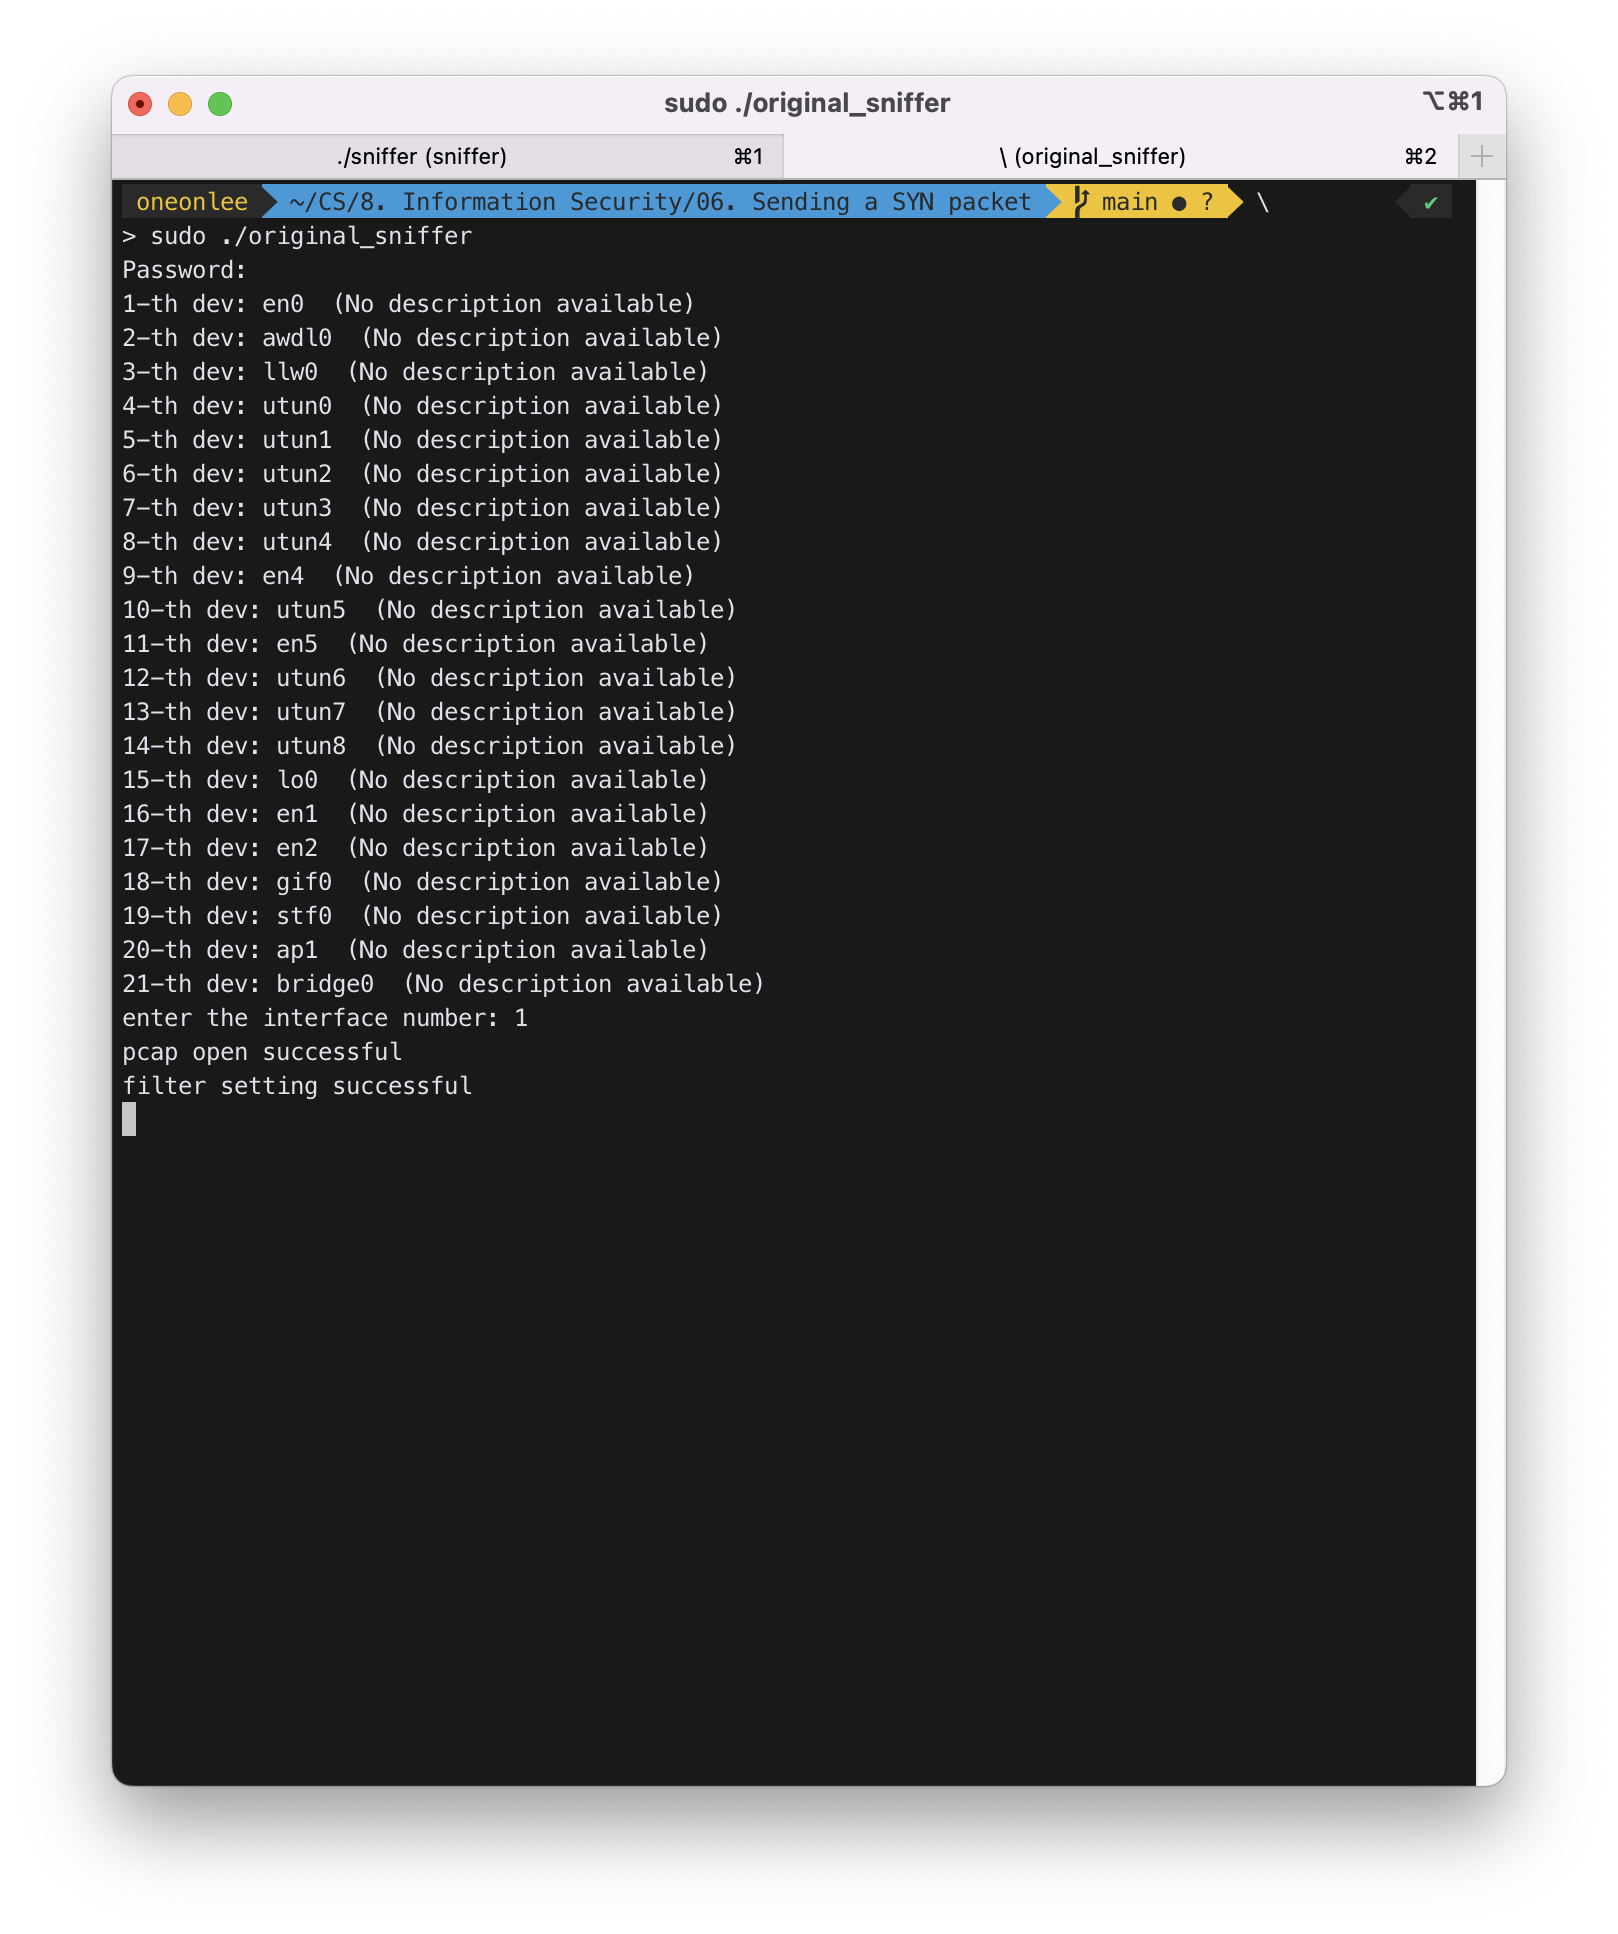 sudo ./original_sniffer ⌥⌘1
./sniffer (sniffer) ⌘1 \ (original_sniffer) ⌘2
oneonlee ~/CS/8. Information Security/06. Sending a SYN packet main ● ? \ ✔
> sudo ./original_sniffer
Password:
1-th dev: en0  (No description available)
2-th dev: awdl0  (No description available)
3-th dev: llw0  (No description available)
4-th dev: utun0  (No description available)
5-th dev: utun1  (No description available)
6-th dev: utun2  (No description available)
7-th dev: utun3  (No description available)
8-th dev: utun4  (No description available)
9-th dev: en4  (No description available)
10-th dev: utun5  (No description available)
11-th dev: en5  (No description available)
12-th dev: utun6  (No description available)
13-th dev: utun7  (No description available)
14-th dev: utun8  (No description available)
15-th dev: lo0  (No description available)
16-th dev: en1  (No description available)
17-th dev: en2  (No description available)
18-th dev: gif0  (No description available)
19-th dev: stf0  (No description available)
20-th dev: ap1  (No description available)
21-th dev: bridge0  (No description available)
enter the interface number: 1
pcap open successful
filter setting successful